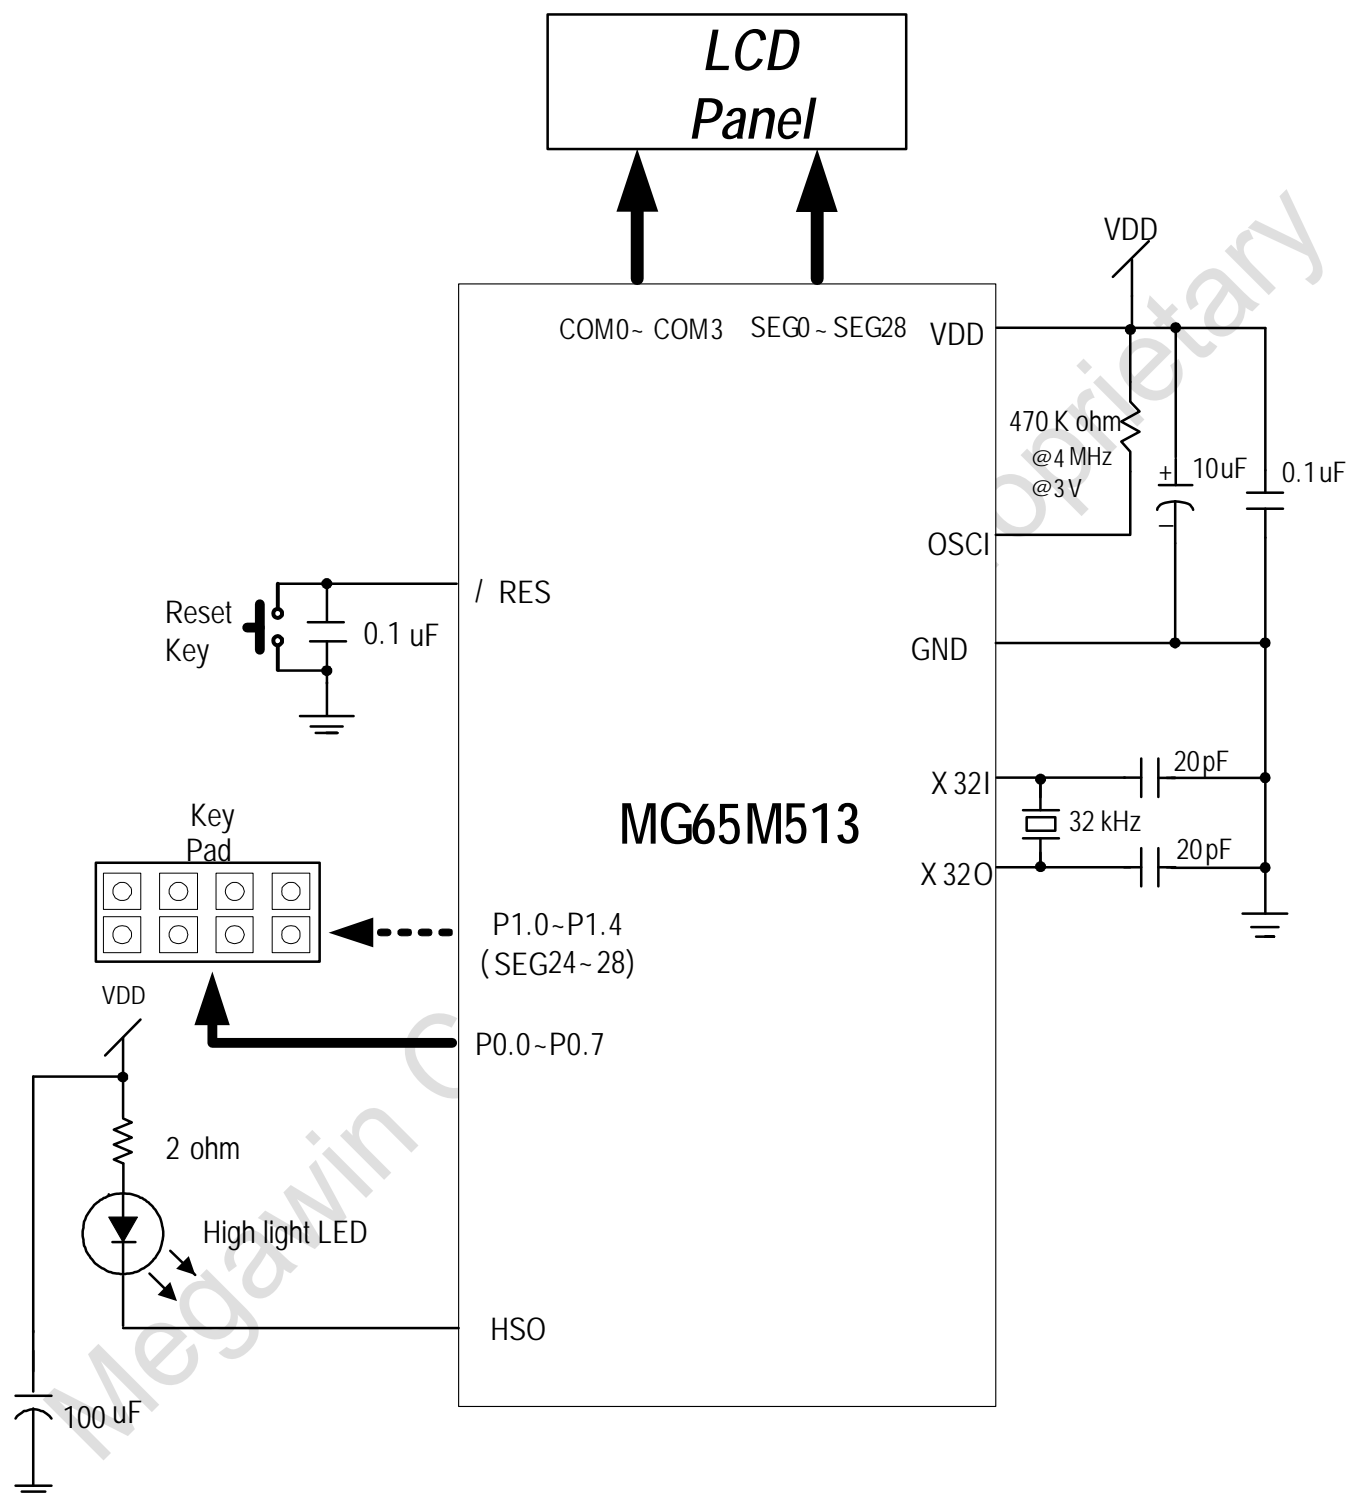 LCD
Panel
VDD
COM0~ COM3
SEG0 ~ SEG28
VDD
470 K ohm
@4 MHz
@3 V
+
10uF
0.1uF
–
OSCI
/ RES
Reset
Key
0.1 uF
GND
X 32I
20pF
MG65M513
32 kHz
X 32O
20pF
Key
Pad
P1.0~P1.4
(SEG24~28)
VDD
P0.0~P0.7
2 ohm
High light LED
HSO
100 uF
Megawin C
oprietary